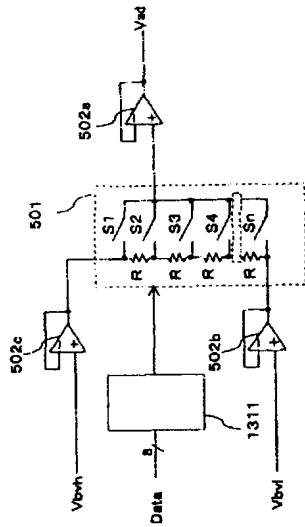 Vad
502a
501
S1
S2
S3
S4
Sn
R
R
R
R
502c
502b
Vbvh
8
Data
1311
Vbvl